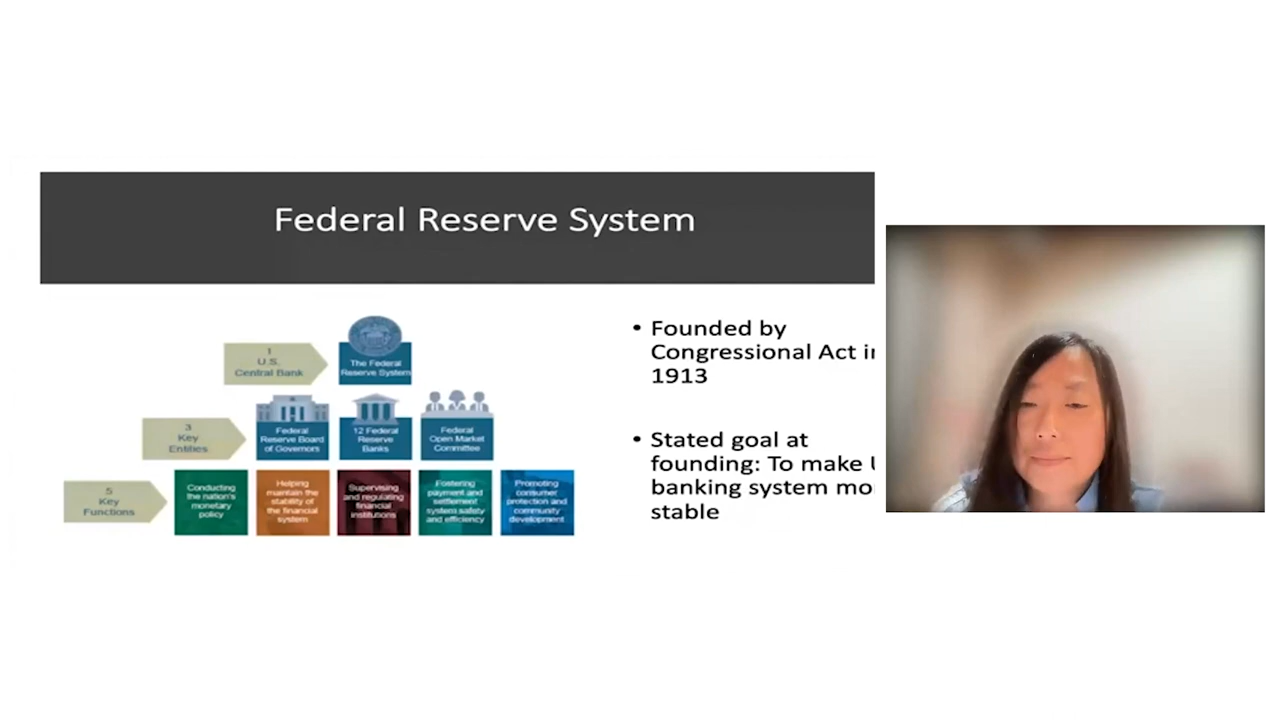 Federal Reserve System
1
U.S.
Central Bank
The Federal
Reserve System
3
Key
Entities
Federal
Reserve Board
of Governors
12 Federal
Reserve
Banks
Federal
Open Market
Committee
5
Key
Functions
Conducting
the nation's
monetary
policy
Helping
maintain the
stability of
the financial
system
Supervising
and regulating
financial
institutions
Fostering
payment and
settlement
system safety
and efficiency
Promoting
consumer
protection and
community
development
• Founded by
Congressional Act in
1913
• Stated goal at
founding: To make U
banking system mo
stable